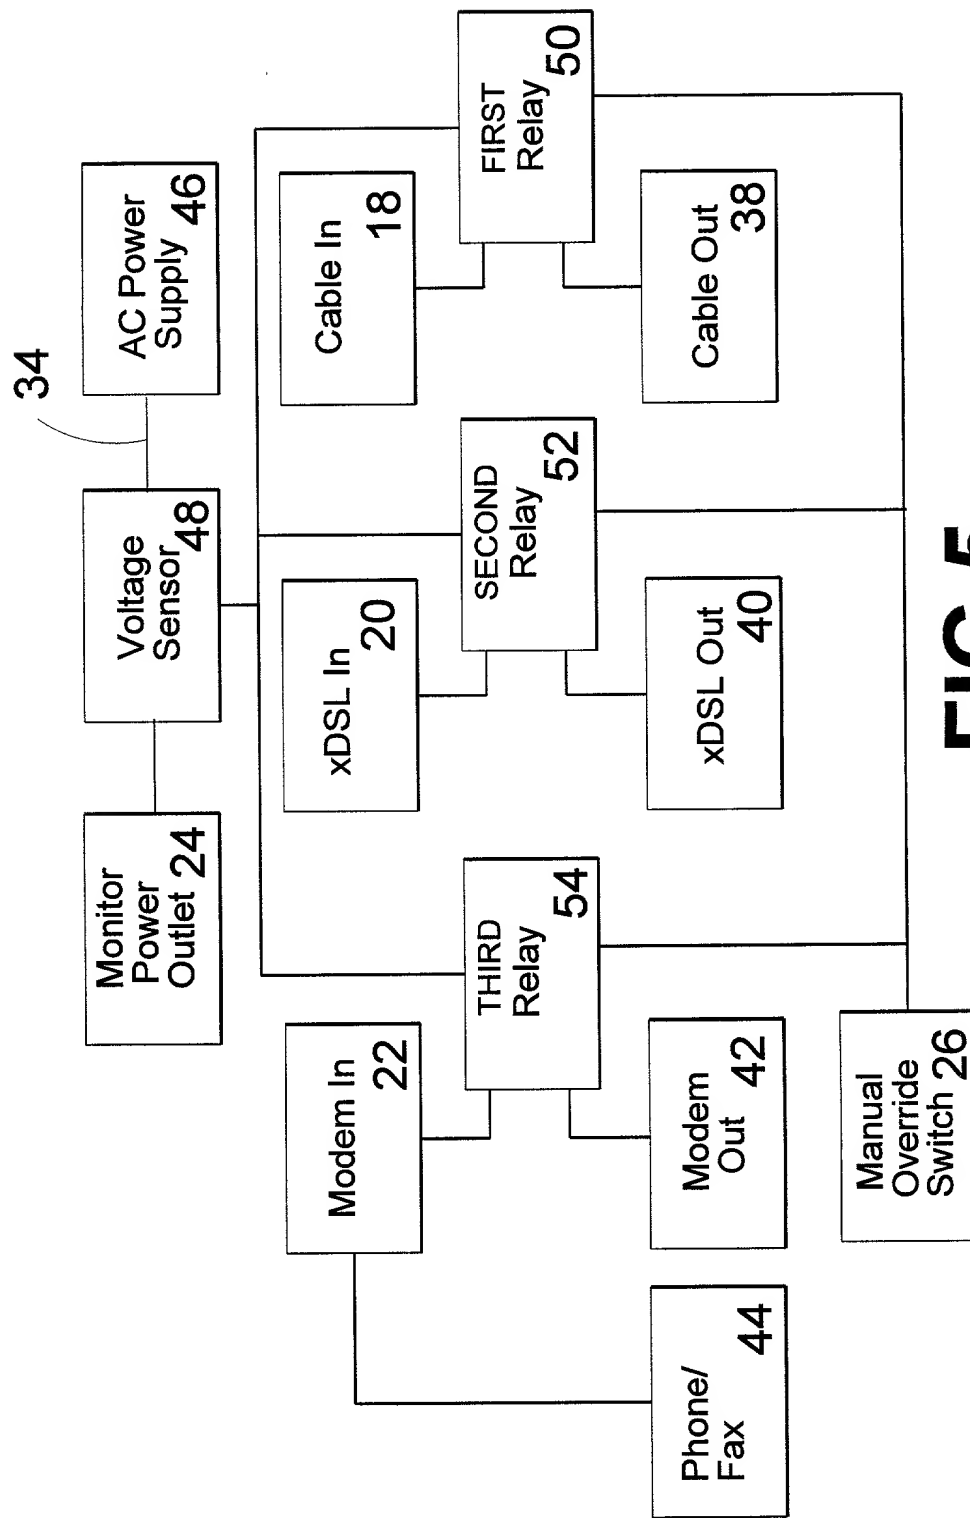 34
Monitor
Power
Outlet 24
Voltage
Sensor 48
AC Power
Supply 46
Modem In
22
xDSL In
20
Cable In
18
THIRD
Relay
54
SECOND
Relay
52
FIRST
Relay
50
Phone/
Fax
44
Modem
Out
42
xDSL Out
40
Cable Out
38
Manual
Override
Switch 26
FIG 5